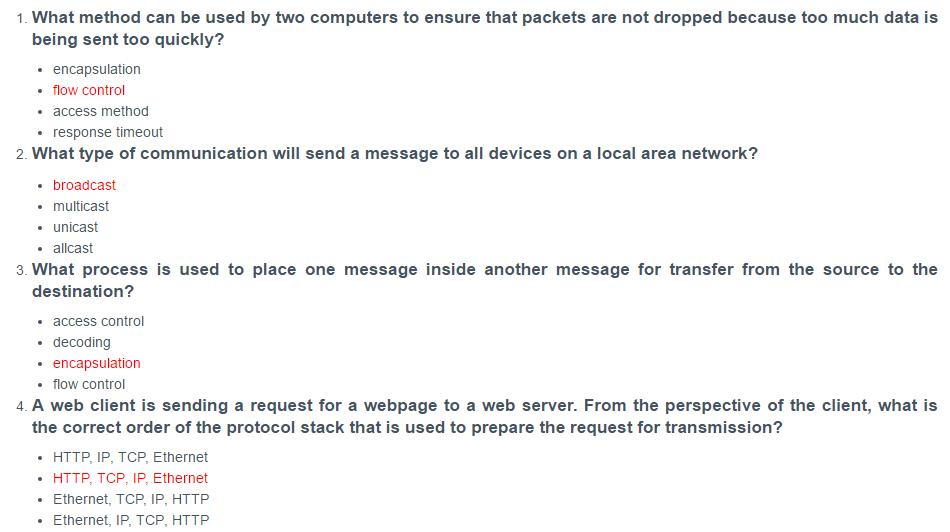 1. What method can be used by two computers to ensure that packets are not dropped because too much data is
being sent too quickly?
• encapsulation
• flow control
• access method
• response timeout
2. What type of communication will send a message to all devices on a local area network?
• broadcast
• multicast
• unicast
• allcast
3. What process is used to place one message inside another message for transfer from the source to the
destination?
• access control
• decoding
• encapsulation
• flow control
4. A web client is sending a request for a webpage to a web server. From the perspective of the client, what is
the correct order of the protocol stack that is used to prepare the request for transmission?
• HTTP, IP, TCP, Ethernet
• HTTP, TCP, IP, Ethernet
• Ethernet, TCP, IP, HTTP
• Ethernet, IP, TCP, HTTP